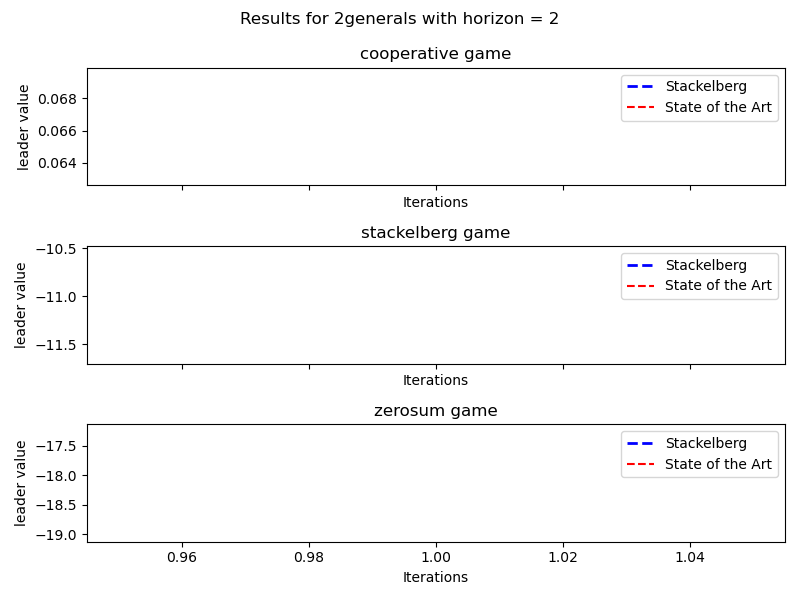 Results for 2generals with horizon = 2
cooperative game
leader value
0.068
0.066
0.064
Stackelberg
State of the Art
Iterations
stackelberg game
leader value
−10.5
−11.0
−11.5
Stackelberg
State of the Art
Iterations
zerosum game
leader value
−17.5
−18.0
−18.5
−19.0
Stackelberg
State of the Art
0.96 0.98 1.00 1.02 1.04
Iterations